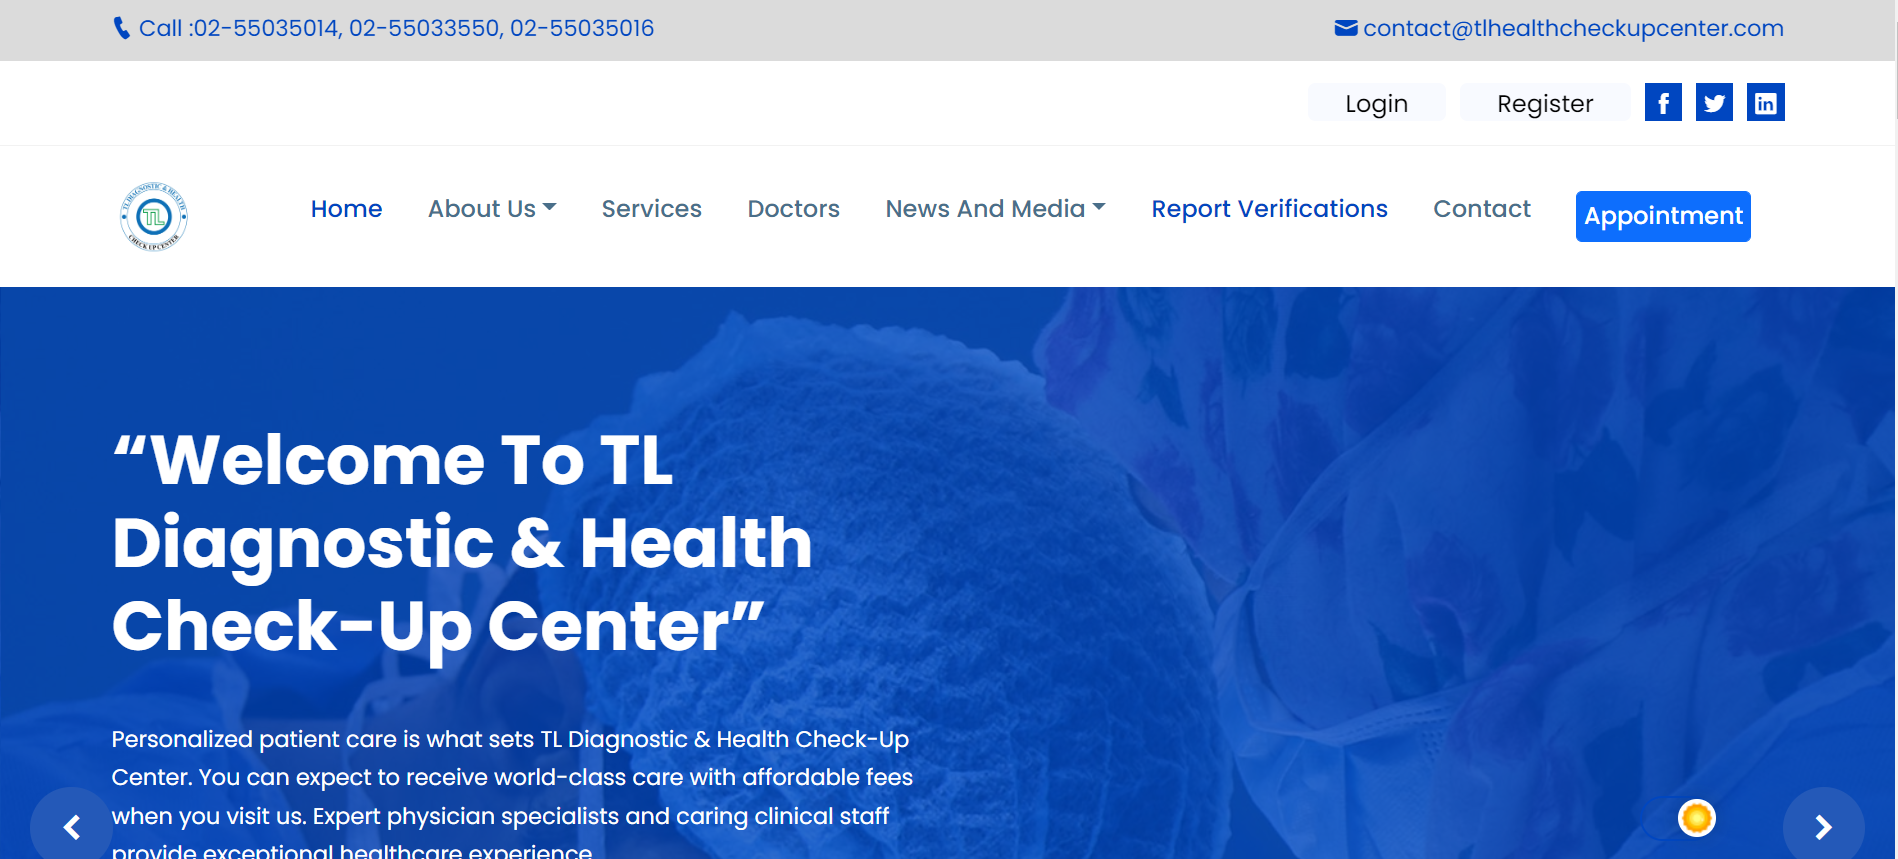 Call :02-55035014, 02-55033550, 02-55035016
contact@tlhealthcheckupcenter.com
Login
Register
TL DIAGNOSTIC & HEALTH
TL
CHECK UP CENTER
Home
About Us
Services
Doctors
News And Media
Report Verifications
Contact
Appointment
“Welcome To TL
Diagnostic & Health
Check-Up Center”
Personalized patient care is what sets TL Diagnostic & Health Check-Up
Center. You can expect to receive world-class care with affordable fees
when you visit us. Expert physician specialists and caring clinical staff
provide exceptional healthcare experience